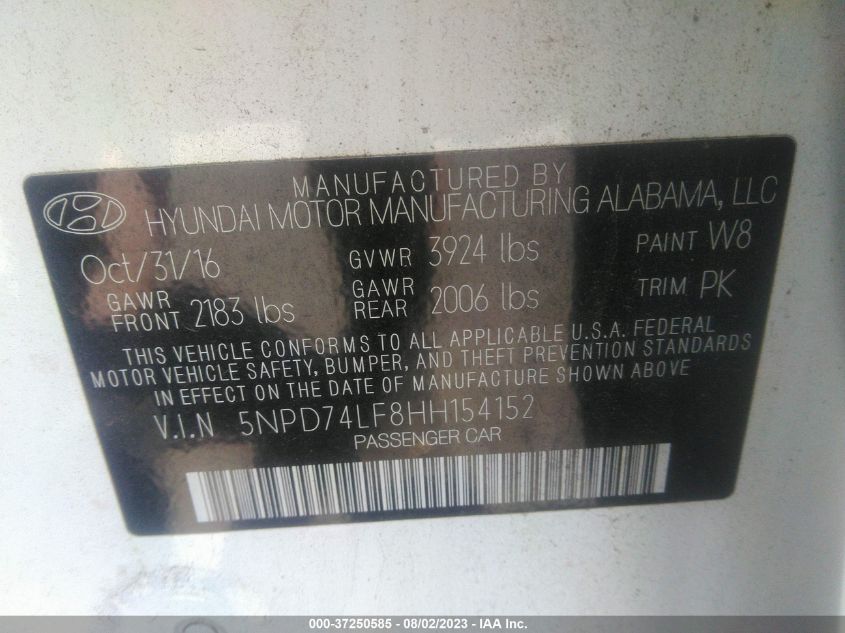 MANUFACTURED BY
HYUNDAI MOTOR MANUFACTURING ALABAMA, LLC
Oct/31/16 GVWR 3924 lbs PAINT W8
GAWR FRONT 2183 lbs GAWR REAR 2006 lbs TRIM PK
THIS VEHICLE CONFORMS TO ALL APPLICABLE U.S.A. FEDERAL
MOTOR VEHICLE SAFETY, BUMPER, AND THEFT PREVENTION STANDARDS
IN EFFECT ON THE DATE OF MANUFACTURE SHOWN ABOVE.
V.I.N 5NPD74LF8HH154152
PASSENGER CAR
000-37250585 - 08/02/2023 - IAA Inc.